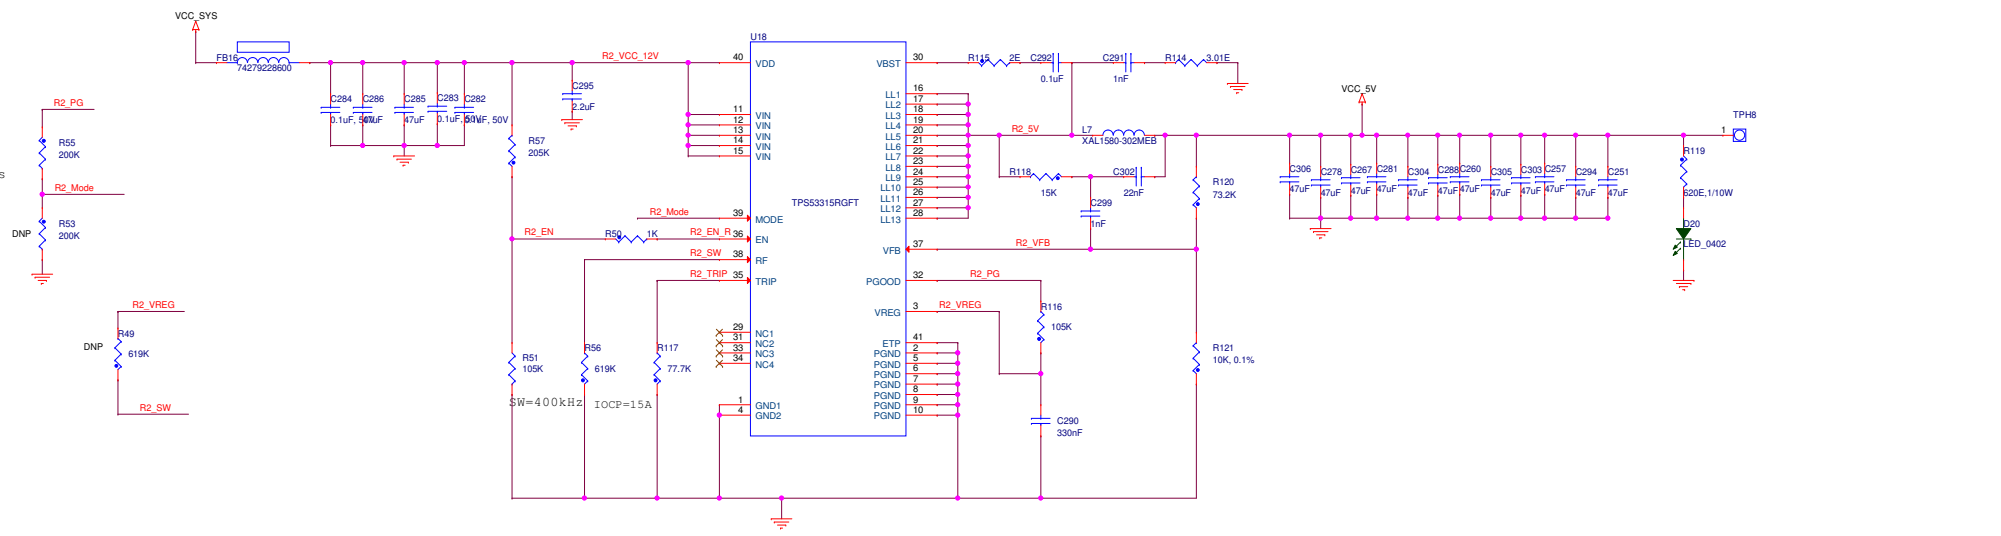 VCC_SYS
FB16
74279228600
R2_PG
R55
200K
R2_Mode
R53
200K
DNP
S
R2_VREG
R49
619K
DNP
R2_SW
C284
0.1uF, 50V
C286
47uF
C285
47uF
C283
0.1uF, 50V
C282
0.1uF, 50V
C295
2.2uF
R2_VCC_12V
R57
205K
R2_EN
R50
1K
R2_Mode
R2_EN_R
R2_SW
R2_TRIP
R51
105K
R56
619K
R117
77.7K
SW=400kHz
IOCP=15A
U18
TPS53315RGFT
40
VDD
11
VIN
12
VIN
13
VIN
14
VIN
15
VIN
39
MODE
36
EN
38
RF
35
TRIP
29
NC1
31
NC2
33
NC3
34
NC4
1
GND1
4
GND2
VBST
30
LL1
16
LL2
17
LL3
18
LL4
19
LL5
20
LL6
21
LL7
22
LL8
23
LL9
24
LL10
25
LL11
26
LL12
27
LL13
28
VFB
37
PGOOD
32
VREG
3
ETP
41
PGND
2
PGND
5
PGND
6
PGND
7
PGND
8
PGND
9
PGND
10
R115
2E
C292
0.1uF
C291
1nF
R114
3.01E
R2_5V
L7
XAL1580-302MEB
R118
15K
C302
22nF
C299
1nF
R2_VFB
R2_PG
R2_VREG
R116
105K
C290
330nF
R120
73.2K
R121
10K, 0.1%
VCC_5V
C306
47uF
C278
47uF
C267
47uF
C281
47uF
C304
47uF
C288
47uF
C260
47uF
C305
47uF
C303
47uF
C257
47uF
C294
47uF
C251
47uF
TPH8
1
R119
620E,1/10W
D20
LED_0402